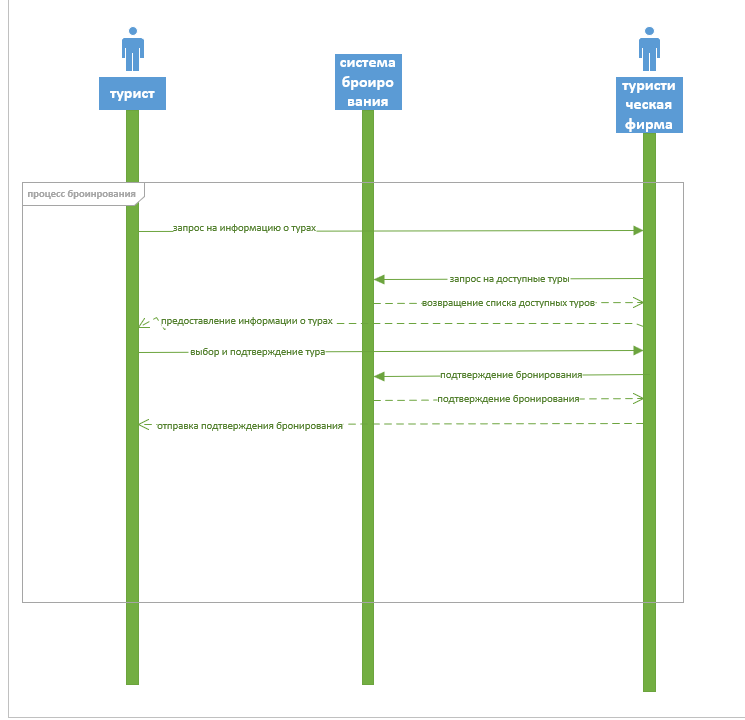 турист
система
броиро
вания
туристи
ческая
фирма
процесс броинрования
запрос на информацию о турах
запрос на доступные туры
возвращение списка доступных туров
предоставление информации о турах
выбор и подтверждение тура
подтверждение бронирования
подтверждение бронирования
отправка подтверждения бронирования